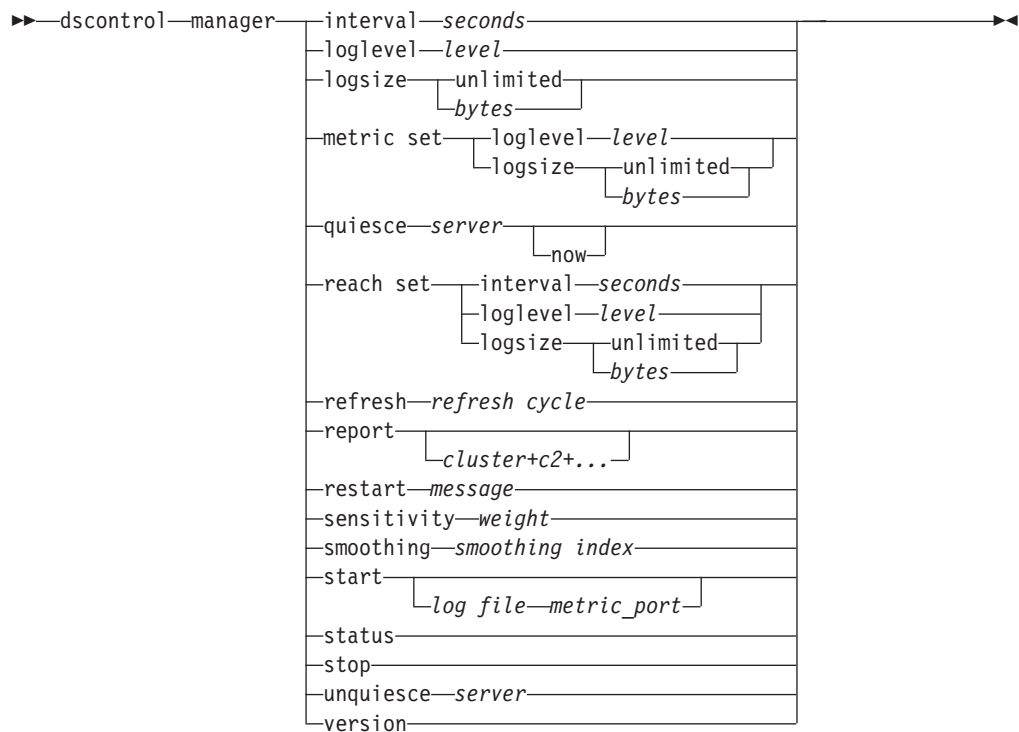 dscontrol manager interval seconds
loglevel level
logsize unlimited
bytes
metric set loglevel level
logsize unlimited
bytes
quiesce server
now
reach set interval seconds
loglevel level
logsize unlimited
bytes
refresh refresh cycle
report
cluster+c2+...
restart message
sensitivity weight
smoothing smoothing index
start
log file metric_port
status
stop
unquiesce server
version